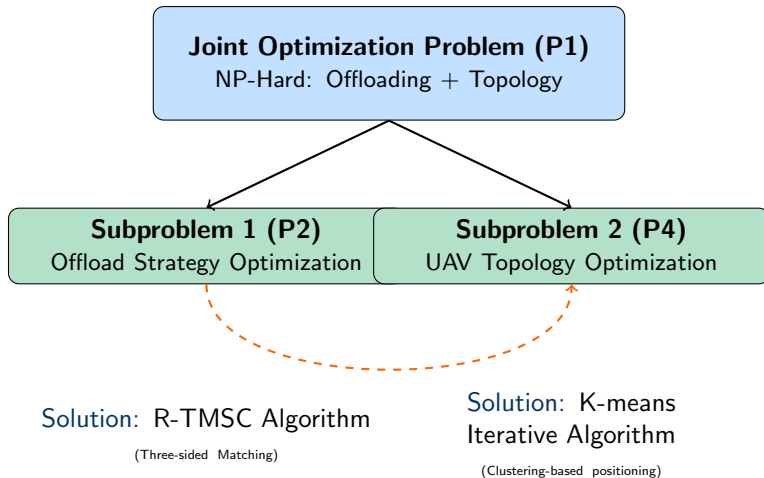 Joint Optimization Problem (P1)
NP-Hard: Offloading + Topology
Subproblem 1 (P2)
Offload Strategy Optimization
Subproblem 2 (P4)
UAV Topology Optimization
Solution: R-TMSC Algorithm
(Three-sided Matching)
Solution: K-means
Iterative Algorithm
(Clustering-based positioning)